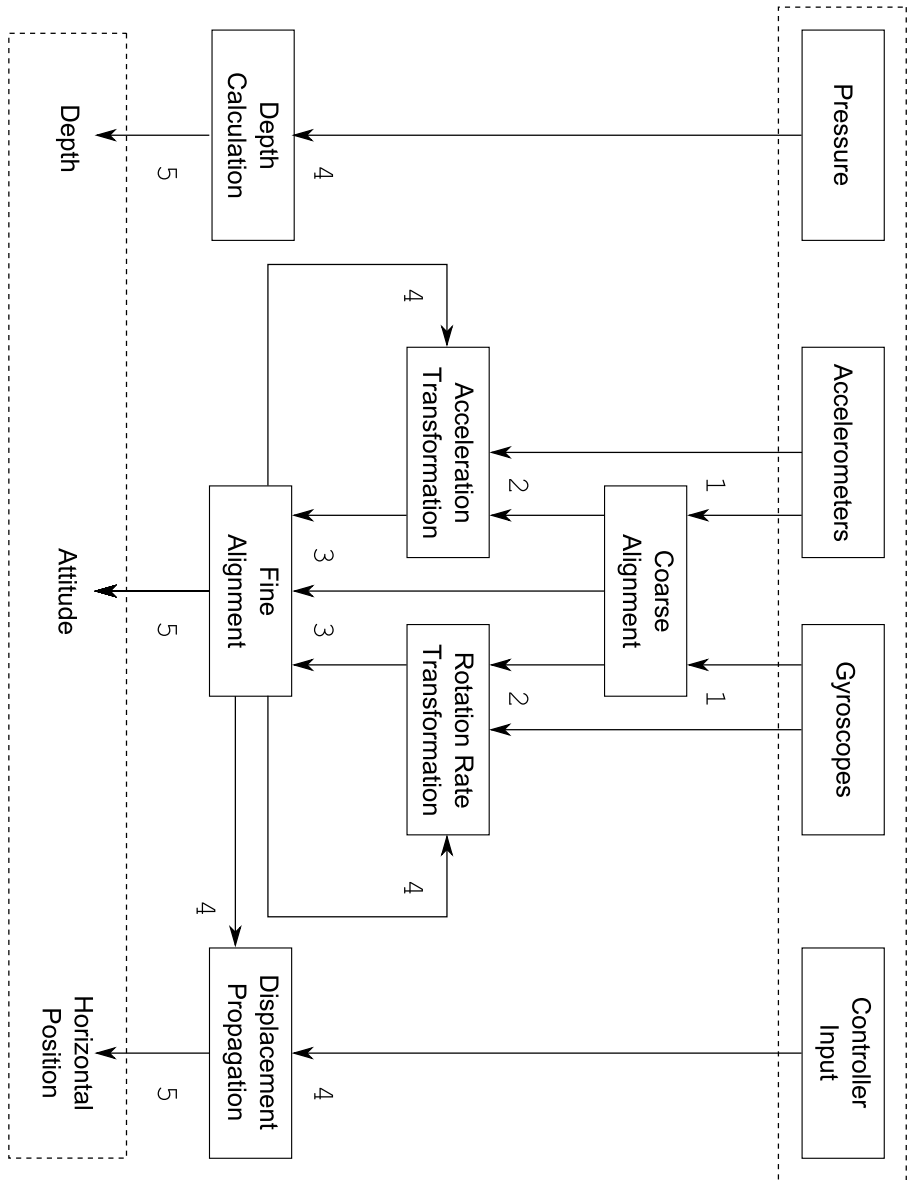 Pressure
Accelerometers
Gyroscopes
Controller
Input
1
1
Coarse
Alignment
2
2
Acceleration
Transformation
Rotation Rate
Transformation
4
4
4
3
3
4
Depth
Calculation
Fine
Alignment
Displacement
Propagation
4
5
5
5
Depth
Attitude
Horizontal
Position